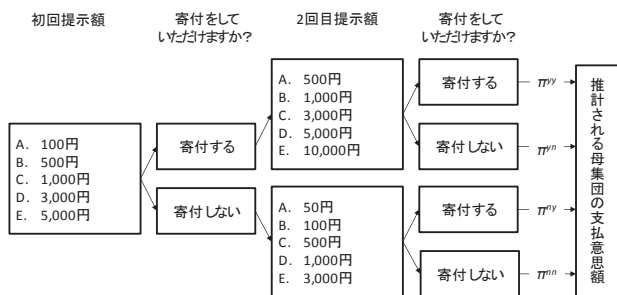 初回提示額
寄付をして
いただけますか？
2回目提示額
寄付をして
いただけますか？
A. 100円
B. 500円
C. 1,000円
D. 3,000円
E. 5,000円
寄付する
寄付しない
A. 500円
B. 1,000円
C. 3,000円
D. 5,000円
E. 10,000円
A. 50円
B. 100円
C. 500円
D. 1,000円
E. 3,000円
寄付する
寄付しない
寄付する
寄付しない
π^yy
π^yn
π^ny
π^nn
推計される母集団の支払意思額